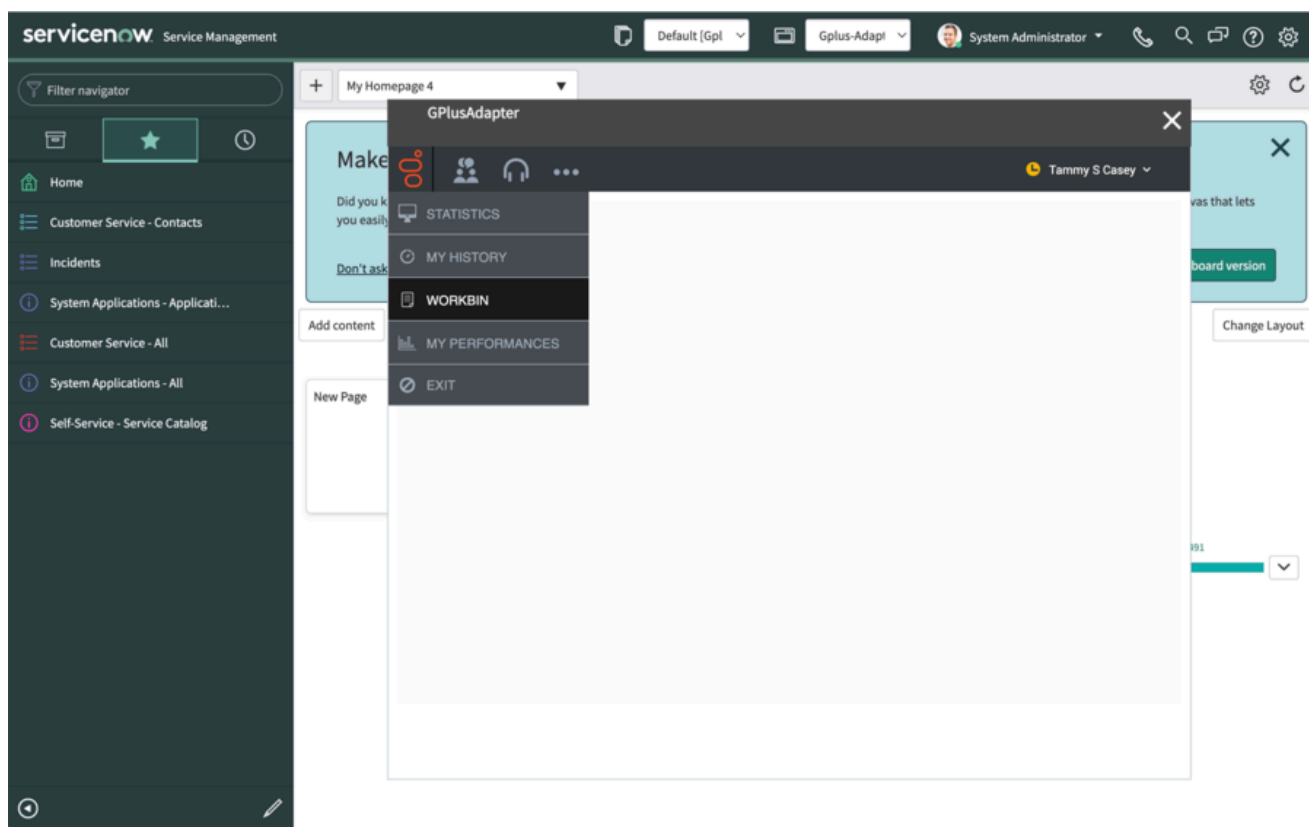 servicenow. Service Management
Default [Gpl
Gplus-Adapt
System Administrator
Filter navigator
Home
Customer Service - Contacts
Incidents
System Applications - Applicati...
Customer Service - All
System Applications - All
Self-Service - Service Catalog
My Homepage 4
Make
Did you k
you easily
Don't ask
vas that lets
board version
Add content
Change Layout
New Page
491
GPlusAdapter
Tammy S Casey
STATISTICS
MY HISTORY
WORKBIN
MY PERFORMANCES
EXIT